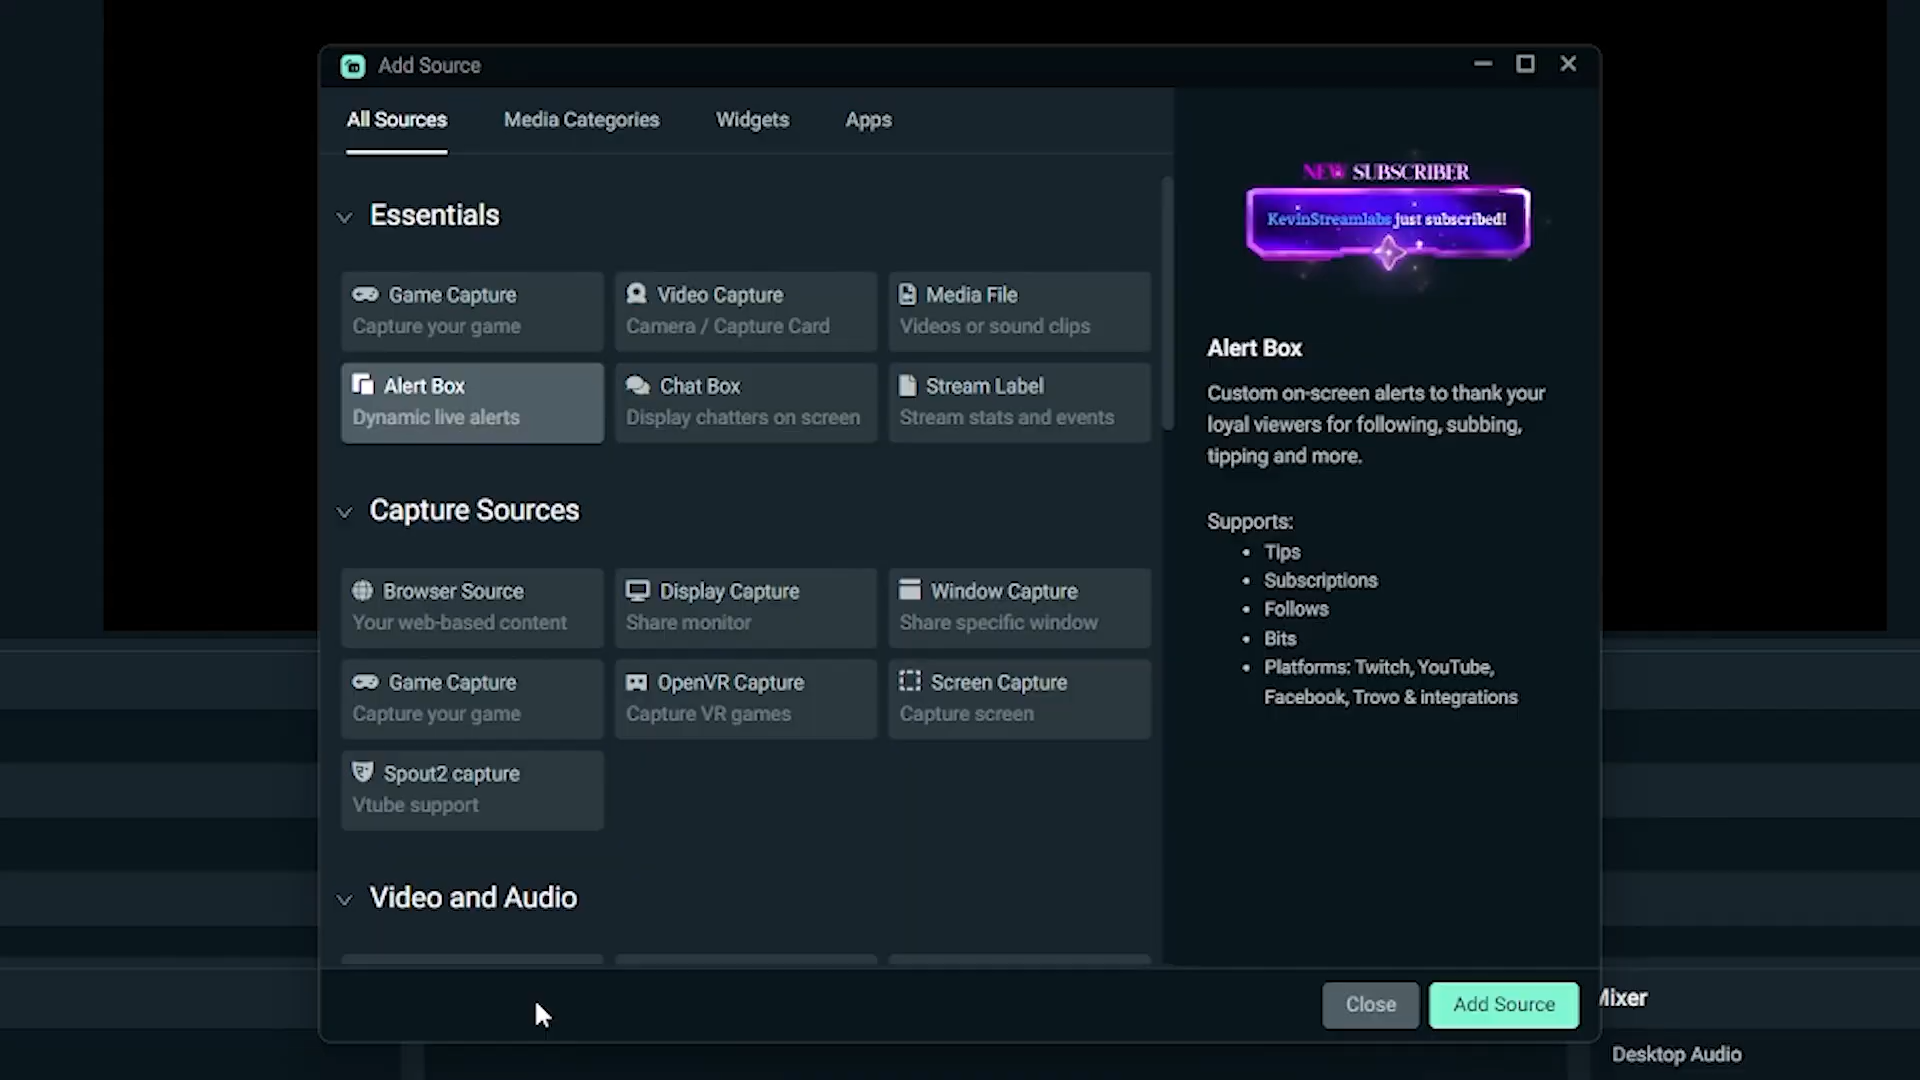 Add Source
All Sources
Media Categories
Widgets
Apps
Essentials
Game Capture
Capture your game
Video Capture
Camera / Capture Card
Media File
Videos or sound clips
Alert Box
Dynamic live alerts
Chat Box
Display chatters on screen
Stream Label
Stream stats and events
Capture Sources
Browser Source
Your web-based content
Display Capture
Share monitor
Window Capture
Share specific window
Game Capture
Capture your game
OpenVR Capture
Capture VR games
Screen Capture
Capture screen
Spout2 capture
Vtube support
Video and Audio
NEW SUBSCRIBER
KevinStreamlabs just subscribed!
Alert Box
Custom on-screen alerts to thank your
loyal viewers for following, subbing,
tipping and more.
Supports:
• Tips
• Subscriptions
• Follows
• Bits
• Platforms: Twitch, YouTube,
Facebook, Trovo & integrations
Close
Add Source
Mixer
Desktop Audio